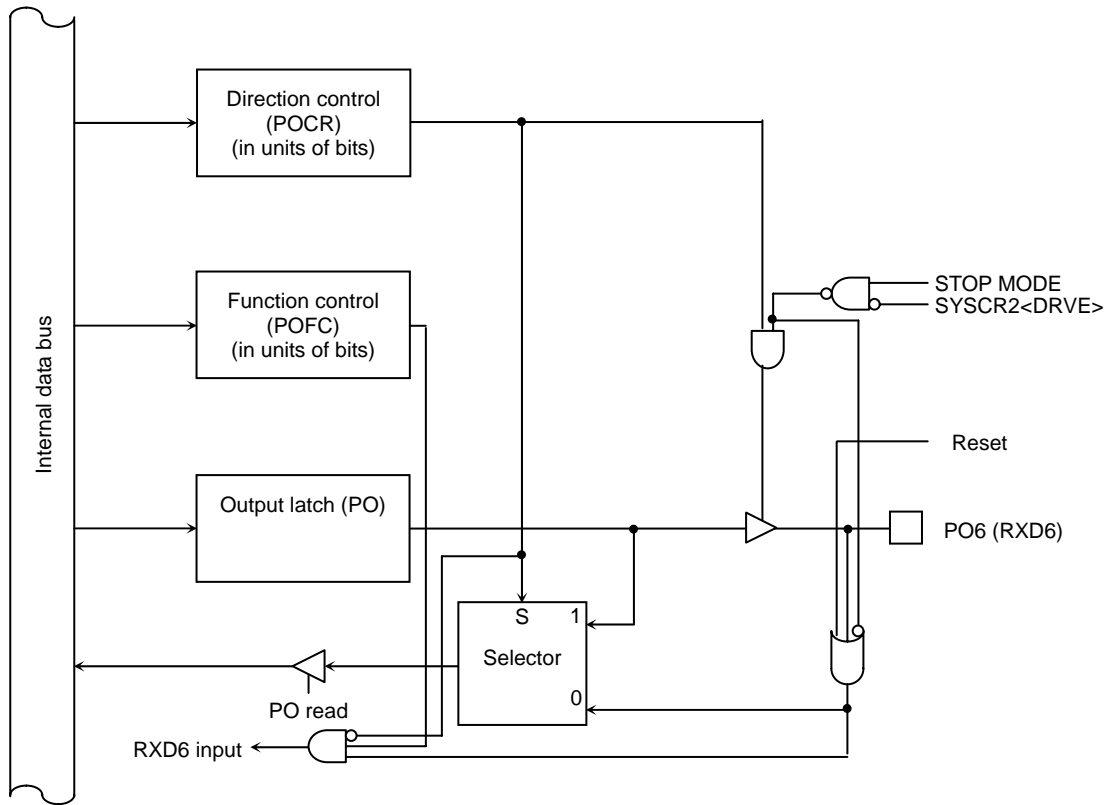 Internal data bus
Direction control
(POCR)
(in units of bits)
Function control
(POFC)
(in units of bits)
STOP MODE
SYSCR2<DRVE>
Reset
Output latch (PO)
PO6 (RXD6)
S
1
Selector
0
PO read
RXD6 input